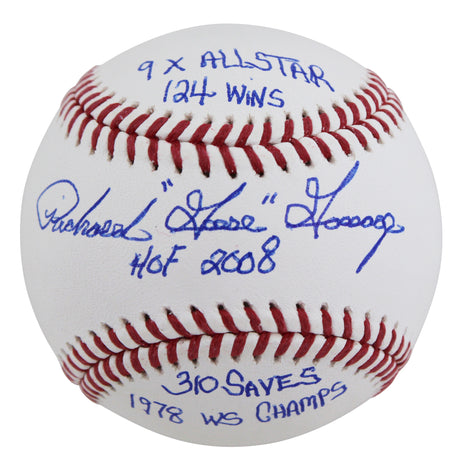 9 X ALLSTAR
124 WINS
Richard "Goose" Gossage
HOF 2008
310 SAVES
1978 WS CHAMPS